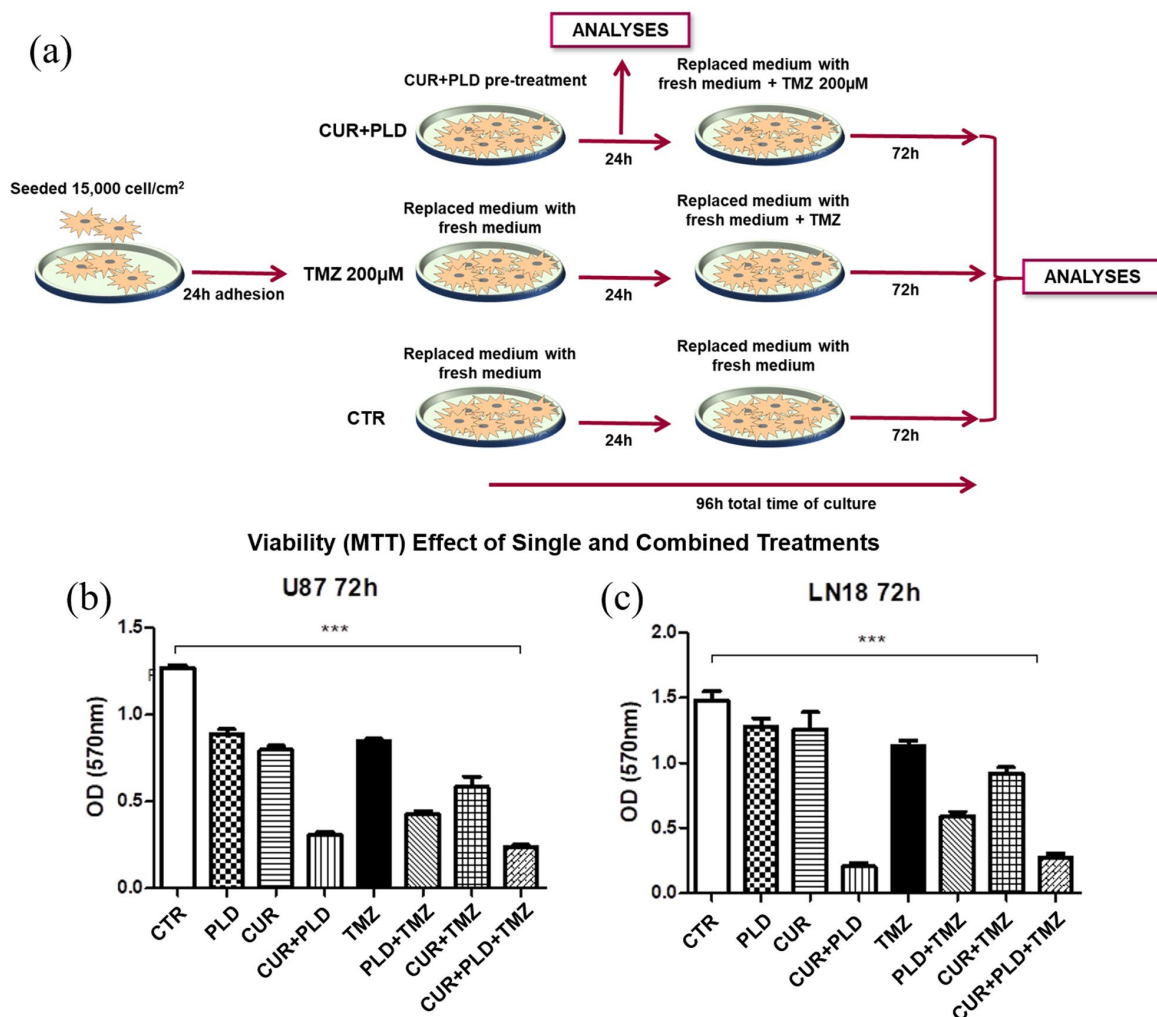 (a)
ANALYSES
CUR+PLD pre-treatment
Replaced medium with
fresh medium + TMZ 200µM
CUR+PLD
24h
72h
Seeded 15,000 cell/cm²
24h adhesion
Replaced medium with
fresh medium
Replaced medium with
fresh medium + TMZ
TMZ 200µM
24h
72h
ANALYSES
Replaced medium with
fresh medium
Replaced medium with
fresh medium
CTR
24h
72h
96h total time of culture
Viability (MTT) Effect of Single and Combined Treatments
(b)
U87 72h
***
OD (570nm)
1.5
1.0
0.5
0.0
CTR
PLD
CUR
CUR+PLD
TMZ
PLD+TMZ
CUR+TMZ
CUR+PLD+TMZ
(c)
LN18 72h
***
OD (570nm)
2.0
1.5
1.0
0.5
0.0
CTR
PLD
CUR
CUR+PLD
TMZ
PLD+TMZ
CUR+TMZ
CUR+PLD+TMZ